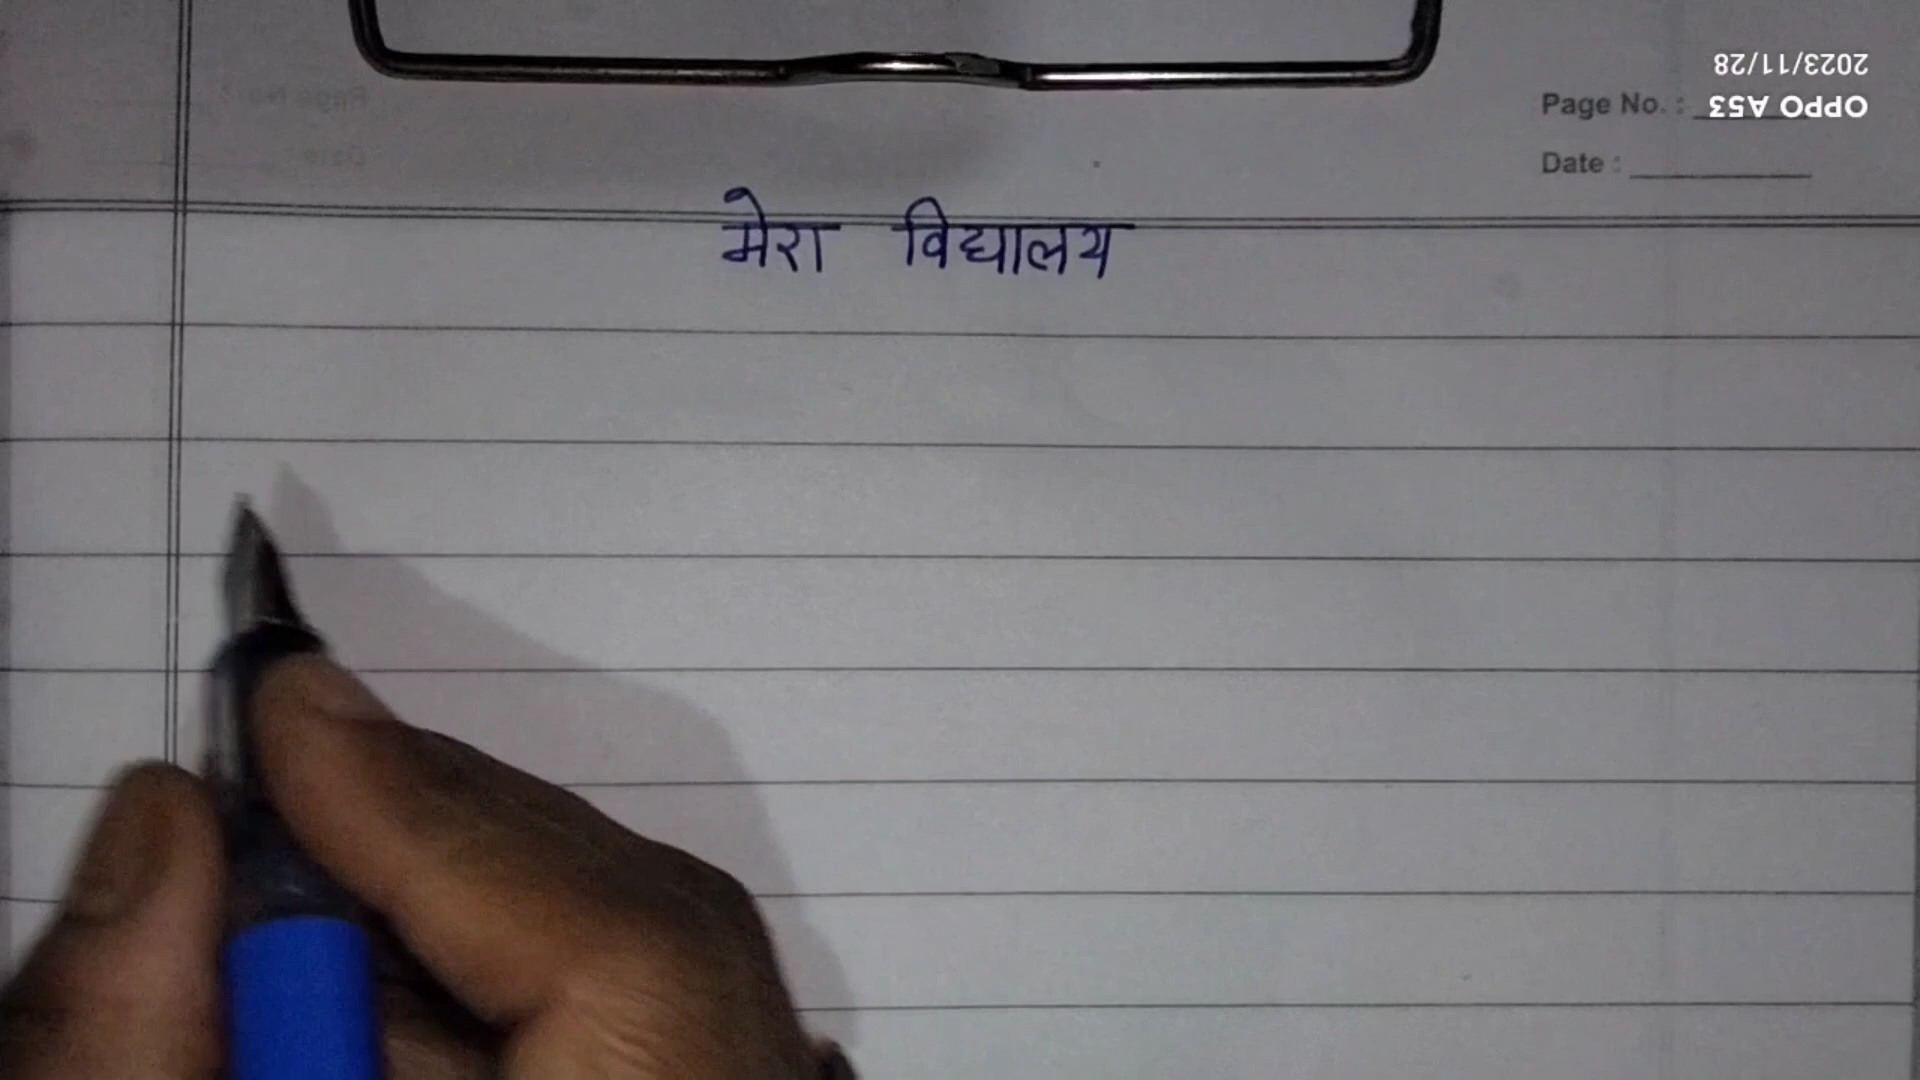 2023/11/28
Page No. :
OPPO A53
Date :
मेरा विद्यालय